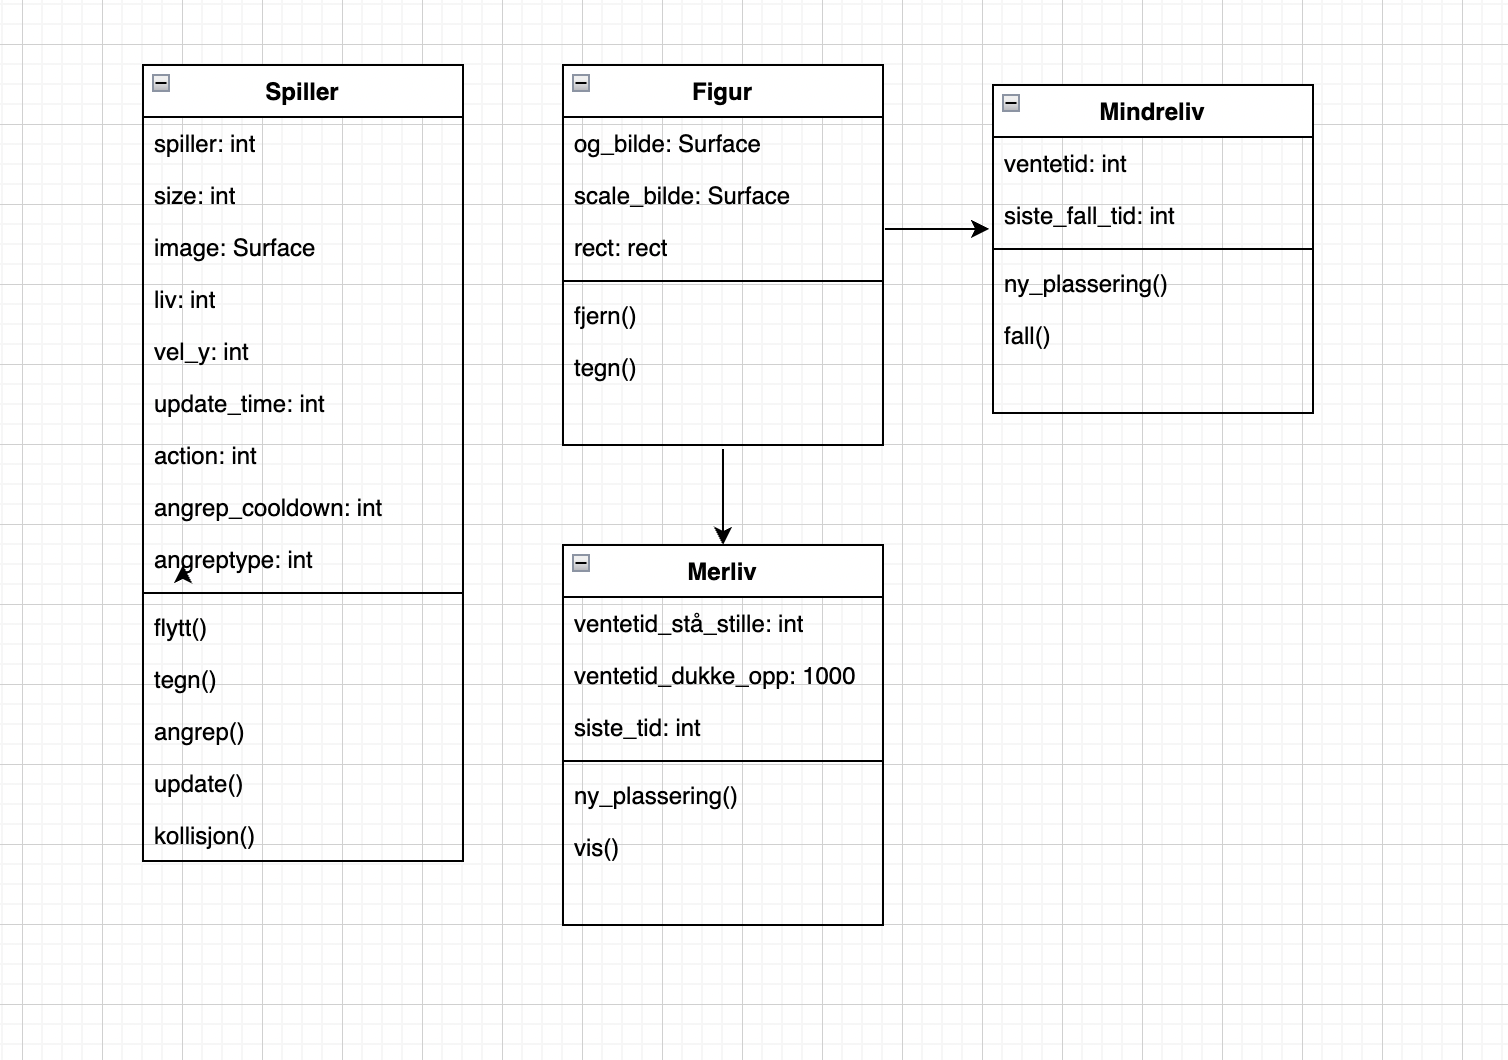 Spiller
spiller: int
size: int
image: Surface
liv: int
vel_y: int
update_time: int
action: int
angrep_cooldown: int
angreptype: int
flytt()
tegn()
angrep()
update()
kollisjon()
Figur
og_bilde: Surface
scale_bilde: Surface
rect: rect
fjern()
tegn()
Mindreliv
ventetid: int
siste_fall_tid: int
ny_plassering()
fall()
Merliv
ventetid_stå_stille: int
ventetid_dukke_opp: 1000
siste_tid: int
ny_plassering()
vis()